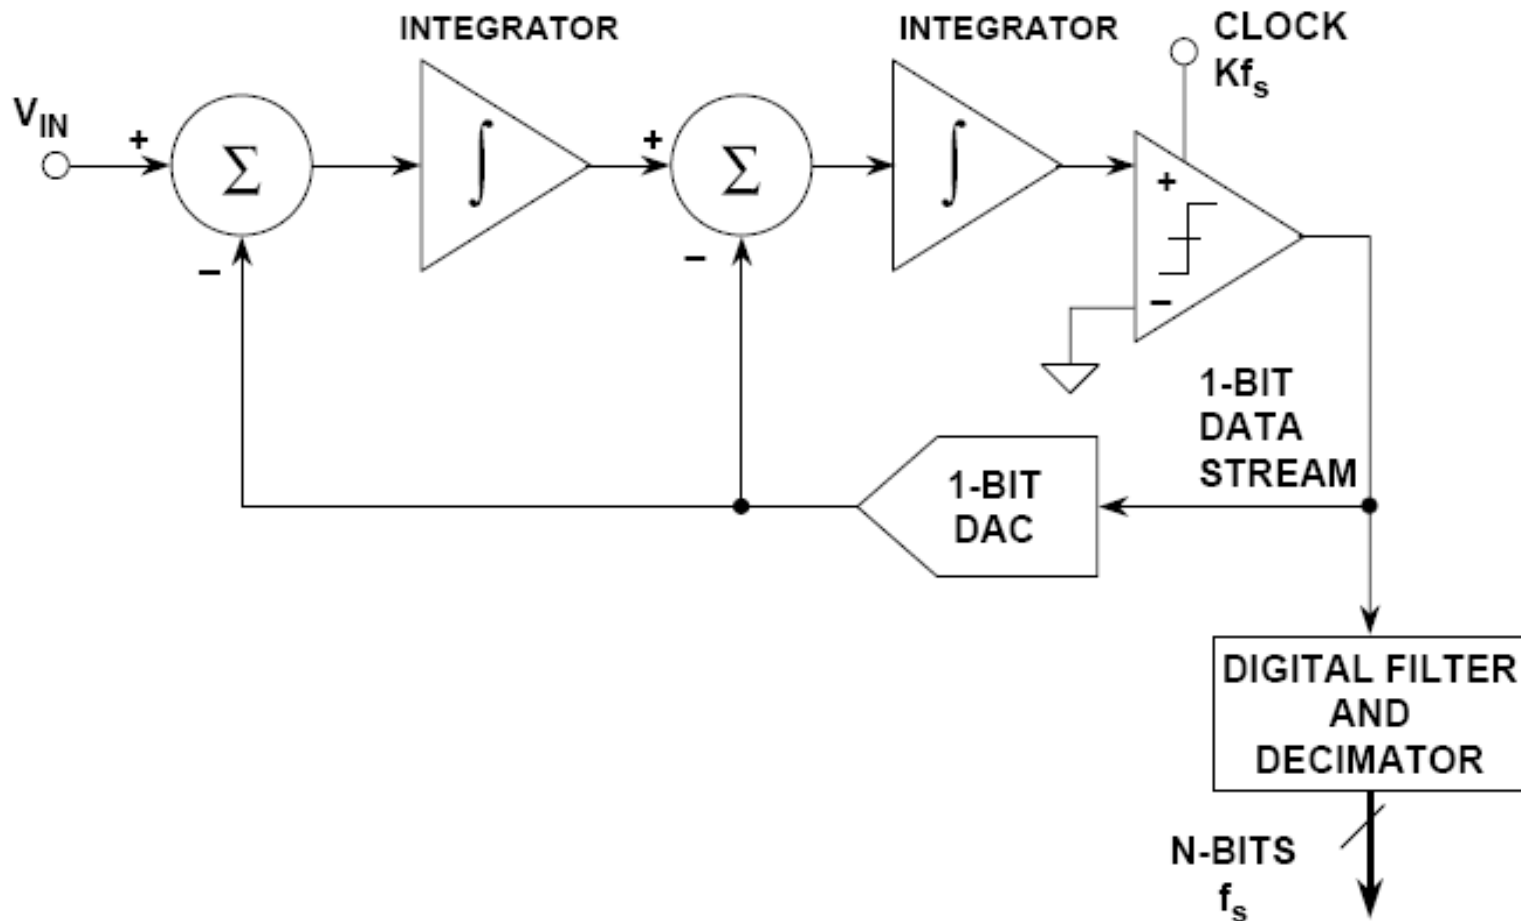 INTEGRATOR
INTEGRATOR
CLOCK
Kfs
VIN
+
Σ
∫
+
Σ
∫
+
−
−
−
1-BIT
DATA
STREAM
1-BIT
DAC
DIGITAL FILTER
AND
DECIMATOR
N-BITS
fs